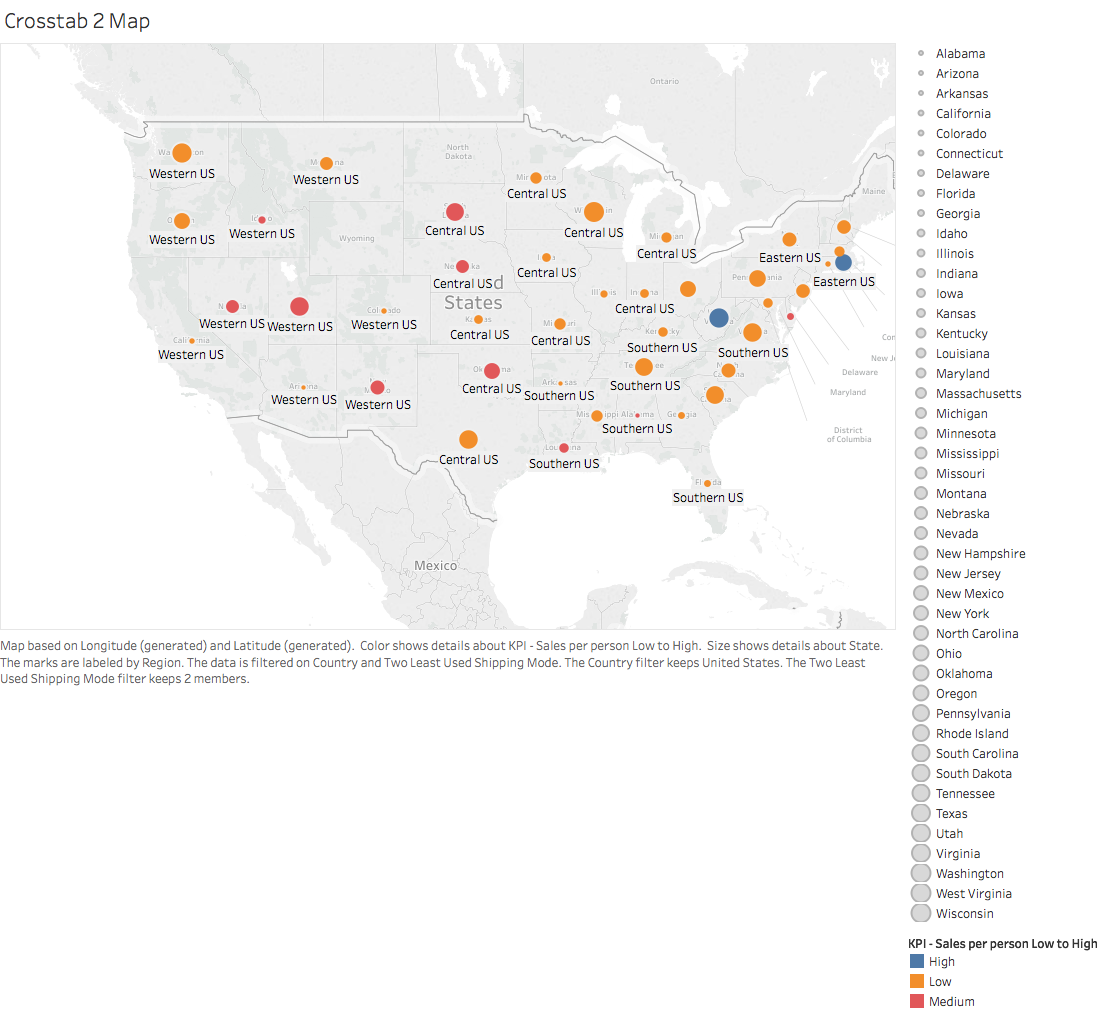 Crosstab 2 Map
Ontario
North
Dakota
Maine
Western US
Western US
Central US
Western US
Western US
Central US
Central US
Wyoming
Central US
Eastern US
Central US
Central US
States
Central US
Eastern US
Western US
Western US
Western US
Central US
Central US
Southern US
Southern US
Western US
Delaware
Maryland
Western US
Western US
Central US
Southern US
Southern US
District
of Columbia
Southern US
Central US
Southern US
Southern US
Mexico
Map based on Longitude (generated) and Latitude (generated).  Color shows details about KPI - Sales per person Low to High.  Size shows details about State.
The marks are labeled by Region. The data is filtered on Country and Two Least Used Shipping Mode. The Country filter keeps United States. The Two Least
Used Shipping Mode filter keeps 2 members.
Alabama
Arizona
Arkansas
California
Colorado
Connecticut
Delaware
Florida
Georgia
Idaho
Illinois
Indiana
Iowa
Kansas
Kentucky
Louisiana
Maryland
Massachusetts
Michigan
Minnesota
Mississippi
Missouri
Montana
Nebraska
Nevada
New Hampshire
New Jersey
New Mexico
New York
North Carolina
Ohio
Oklahoma
Oregon
Pennsylvania
Rhode Island
South Carolina
South Dakota
Tennessee
Texas
Utah
Virginia
Washington
West Virginia
Wisconsin
KPI - Sales per person Low to High
High
Low
Medium